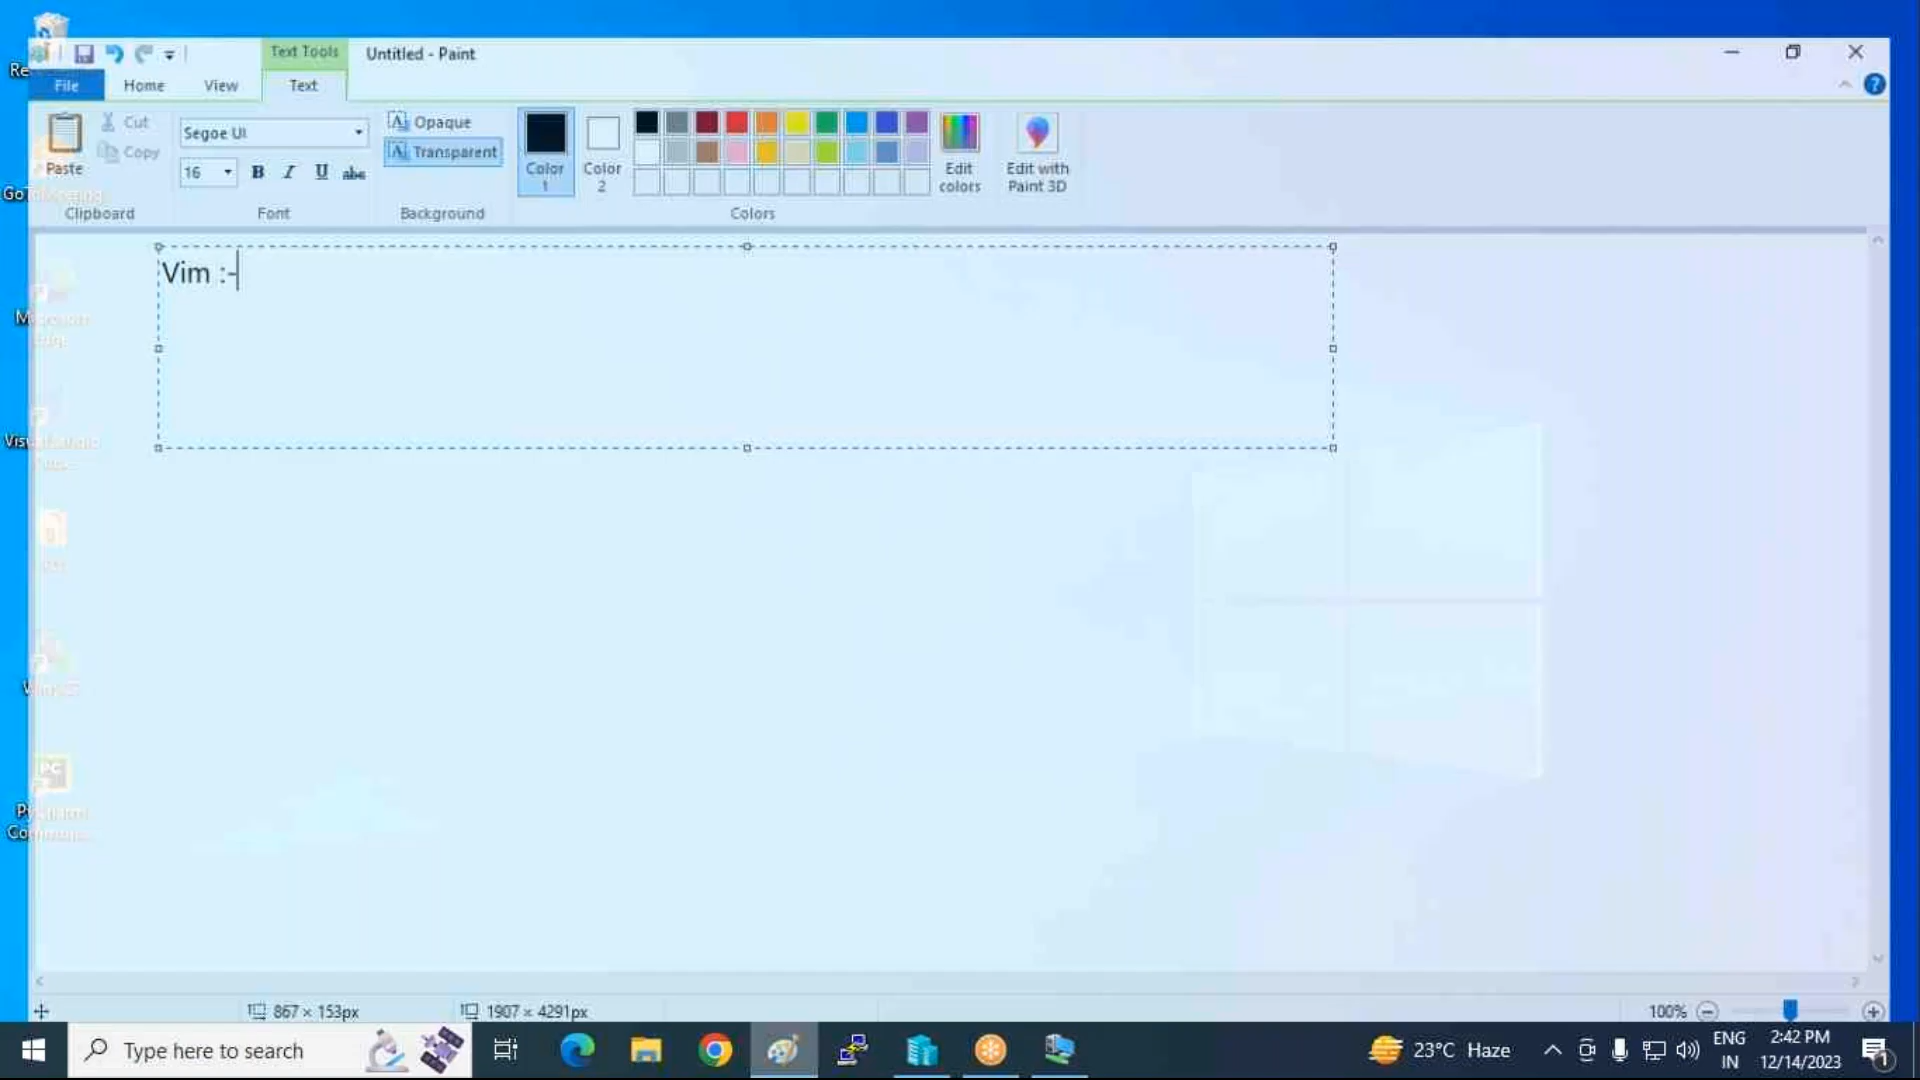 Text Tools
Untitled - Paint
File
Home
View
Text
Paste
Cut
Copy
Clipboard
Segoe UI
16
B I U abc
Font
Opaque
Transparent
Background
Color 1
Color 2
Edit colors
Edit with Paint 3D
Colors
Vim :-
867 × 153px
1907 × 4291px
100%
Type here to search
23°C Haze
ENG
IN
2:42 PM
12/14/2023
1